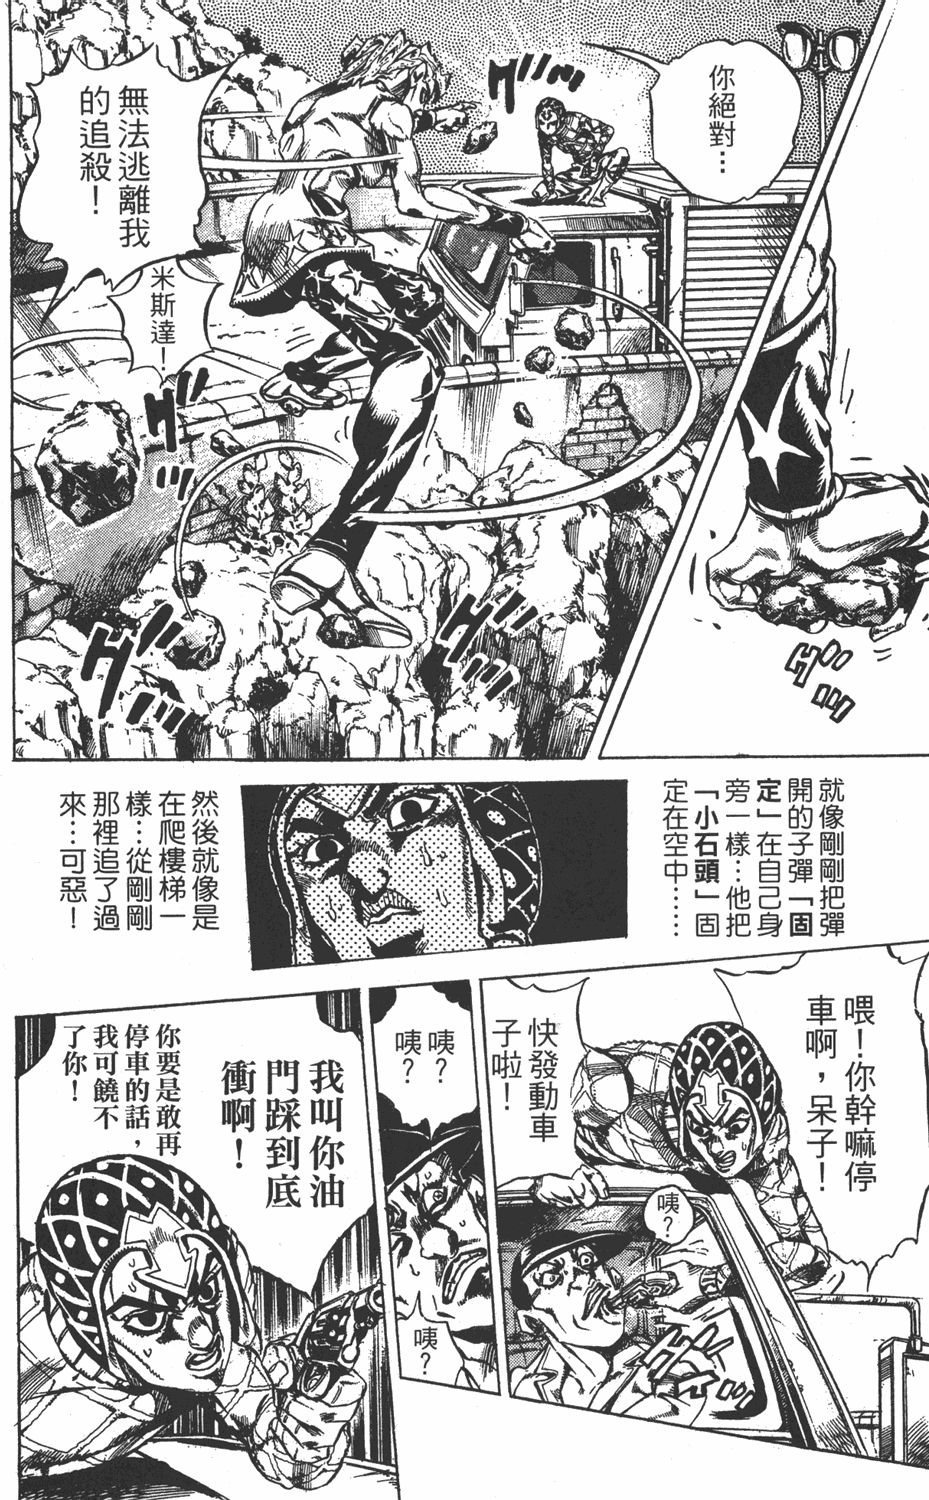 你絕對…
無法逃離我
的追殺！
米斯達！
就像剛剛把彈
開的子彈「固
定」在自己身
旁一樣…他把
「小石頭」固
定在空中……
然後就像是
在爬樓梯一
樣…從剛剛
那裡追了過
來…可惡！
喂！你幹嘛停
車啊，呆子！
咦？
快發動車
子啦！
咦？
咦？
咦？
我叫你油
門踩到底
衝啊！
你要是敢再
停車的話，
我可饒不
了你！